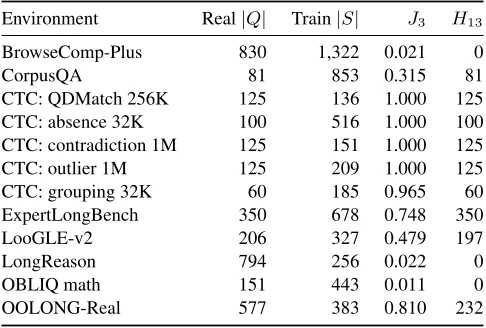 Environment Real |Q| Train |S| J3 H13
BrowseComp-Plus 830 1,322 0.021 0
CorpusQA 81 853 0.315 81
CTC: QDMatch 256K 125 136 1.000 125
CTC: absence 32K 100 516 1.000 100
CTC: contradiction 1M 125 151 1.000 125
CTC: outlier 1M 125 209 1.000 125
CTC: grouping 32K 60 185 0.965 60
ExpertLongBench 350 678 0.748 350
LooGLE-v2 206 327 0.479 197
LongReason 794 256 0.022 0
OBLIQ math 151 443 0.011 0
OOLONG-Real 577 383 0.810 232